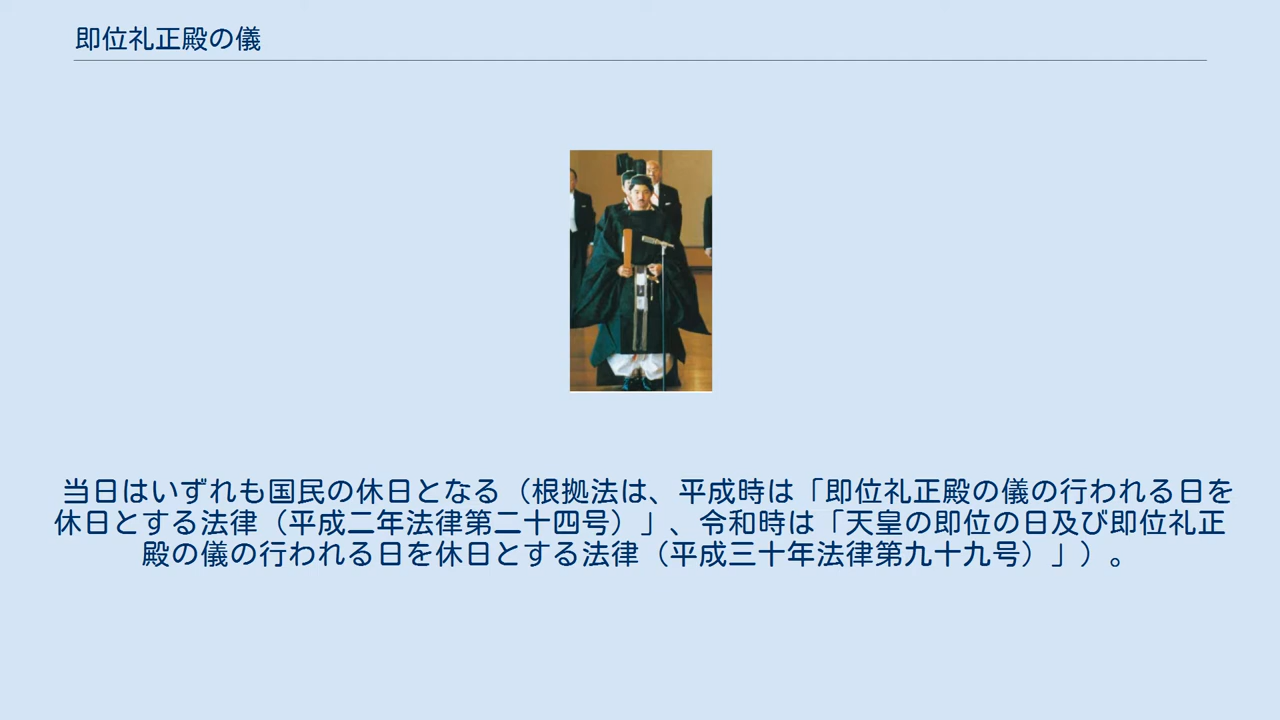 即位礼正殿の儀
当日はいずれも国民の休日となる（根拠法は、平成時は「即位礼正殿の儀の行われる日を
休日とする法律（平成二年法律第二十四号）」、令和時は「天皇の即位の日及び即位礼正
殿の儀の行われる日を休日とする法律（平成三十年法律第九十九号）」）。